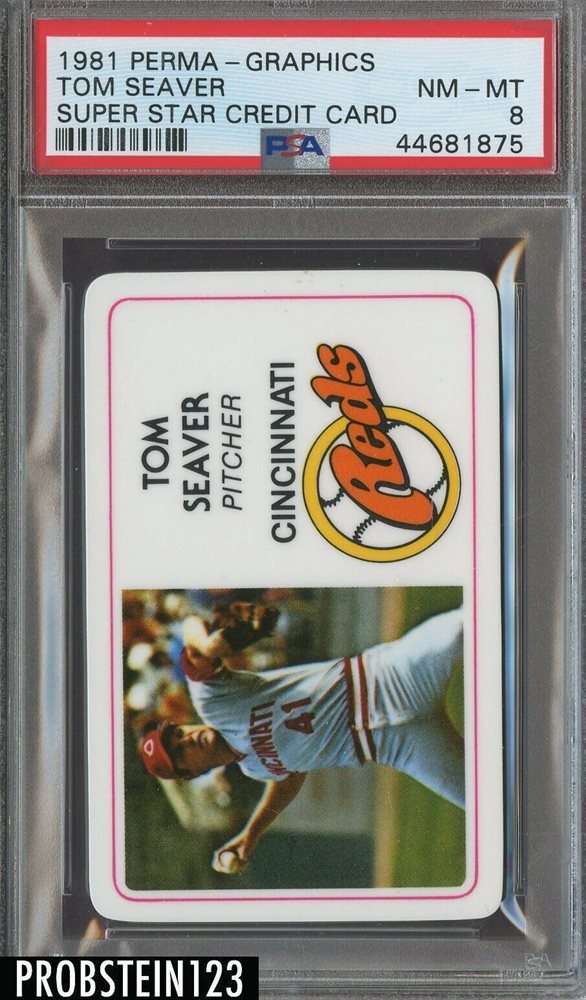 1981 PERMA-GRAPHICS
TOM SEAVER NM-MT
SUPER STAR CREDIT CARD 8
PSA 44681875
TOM
SEAVER
PITCHER
CINCINNATI
Reds
CINCINNATI
41
PSA
PROBSTEIN123